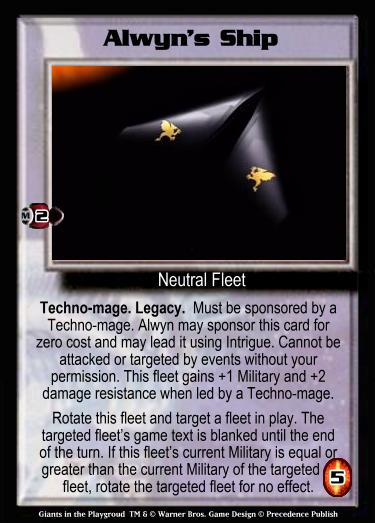 Alwyn's Ship
M 2
Neutral Fleet
Techno-mage. Legacy. Must be sponsored by a
Techno-mage. Alwyn may sponsor this card for
zero cost and may lead it using Intrigue. Cannot be
attacked or targeted by events without your
permission. This fleet gains +1 Military and +2
damage resistance when led by a Techno-mage.
Rotate this fleet and target a fleet in play. The
targeted fleet's game text is blanked until the end
of the turn. If this fleet's current Military is equal or
greater than the current Military of the targeted
fleet, rotate the targeted fleet for no effect.
5
Giants in the Playgroud TM & © Warner Bros. Game Design © Precedence Publish